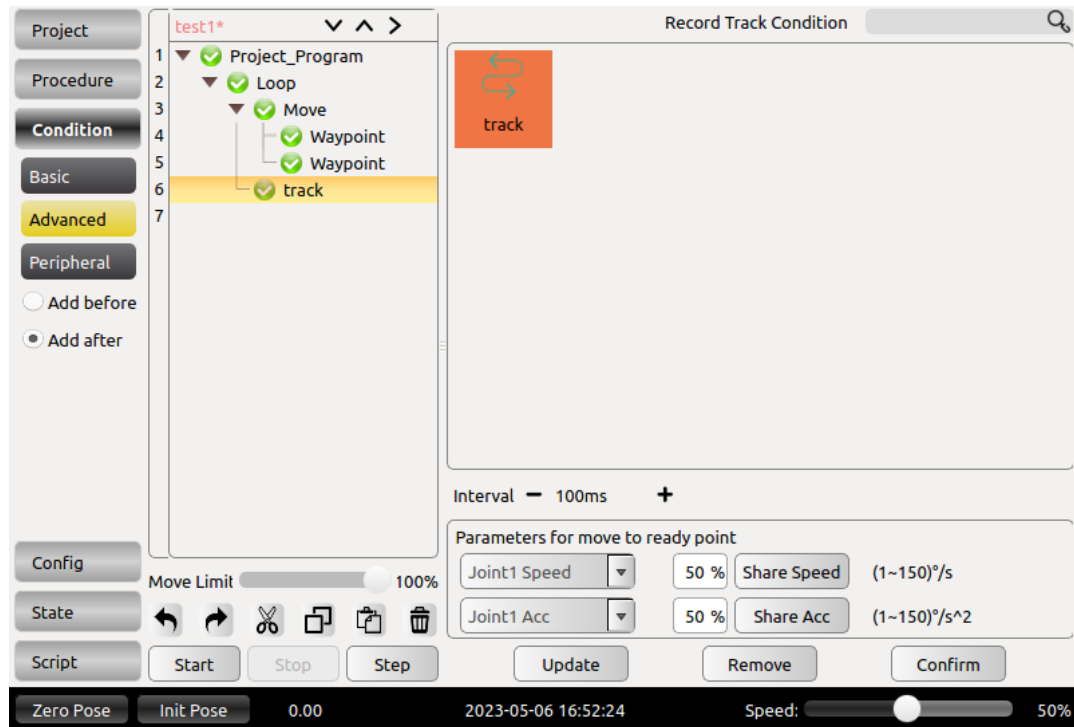 Project
Procedure
Condition
Basic
Advanced
Peripheral
Add before
Add after
Config
State
Script
test1*
1 Project_Program
2 Loop
3 Move
4 Waypoint
5 Waypoint
6 track
7
Move Limit 100%
Start Stop Step
Record Track Condition
track
Interval 100ms
Parameters for move to ready point
Joint1 Speed 50 % Share Speed (1~150)°/s
Joint1 Acc 50 % Share Acc (1~150)°/s^2
Update Remove Confirm
Zero Pose Init Pose 0.00 2023-05-06 16:52:24 Speed: 50%